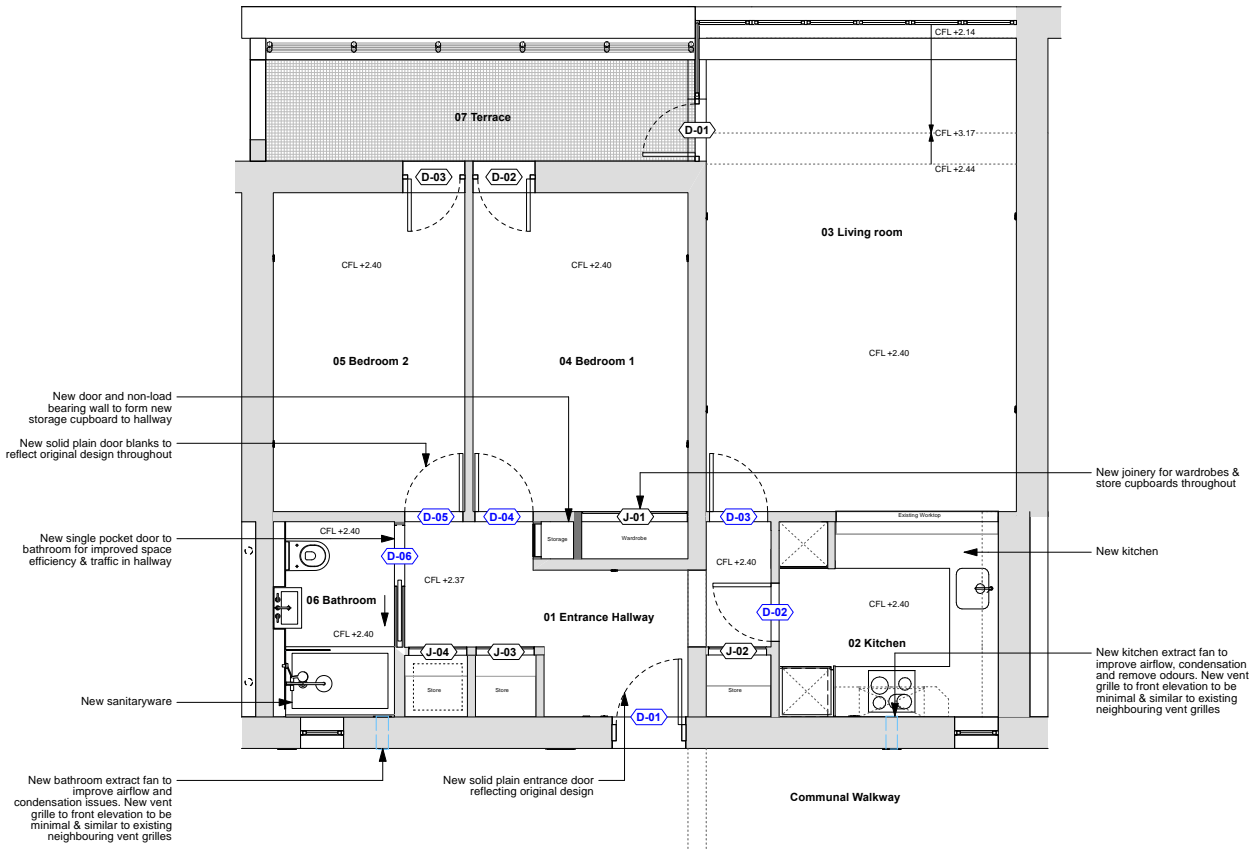 CFL +2.14
07 Terrace
D-01
CFL +3.17
CFL +2.44
D-03
D-02
03 Living room
CFL +2.40
CFL +2.40
CFL +2.40
05 Bedroom 2
04 Bedroom 1
New door and non-load
bearing wall to form new
storage cupboard to hallway
New solid plain door blanks to
reflect original design throughout
New joinery for wardrobes &
store cupboards throughout
D-05
D-04
J-01
D-03
Existing Worktop
CFL +2.40
Storage
Wardrobe
New single pocket door to
bathroom for improved space
efficiency & traffic in hallway
D-06
CFL +2.37
CFL +2.40
New kitchen
06 Bathroom
CFL +2.40
01 Entrance Hallway
D-02
CFL +2.40
02 Kitchen
J-04
J-03
J-02
Store
Store
Store
New kitchen extract fan to
improve airflow, condensation
and remove odours. New vent
grille to front elevation to be
minimal & similar to existing
neighbouring vent grilles
New sanitaryware
D-01
New bathroom extract fan to
improve airflow and
condensation issues. New vent
grille to front elevation to be
minimal & similar to existing
neighbouring vent grilles
New solid plain entrance door
reflecting original design
Communal Walkway